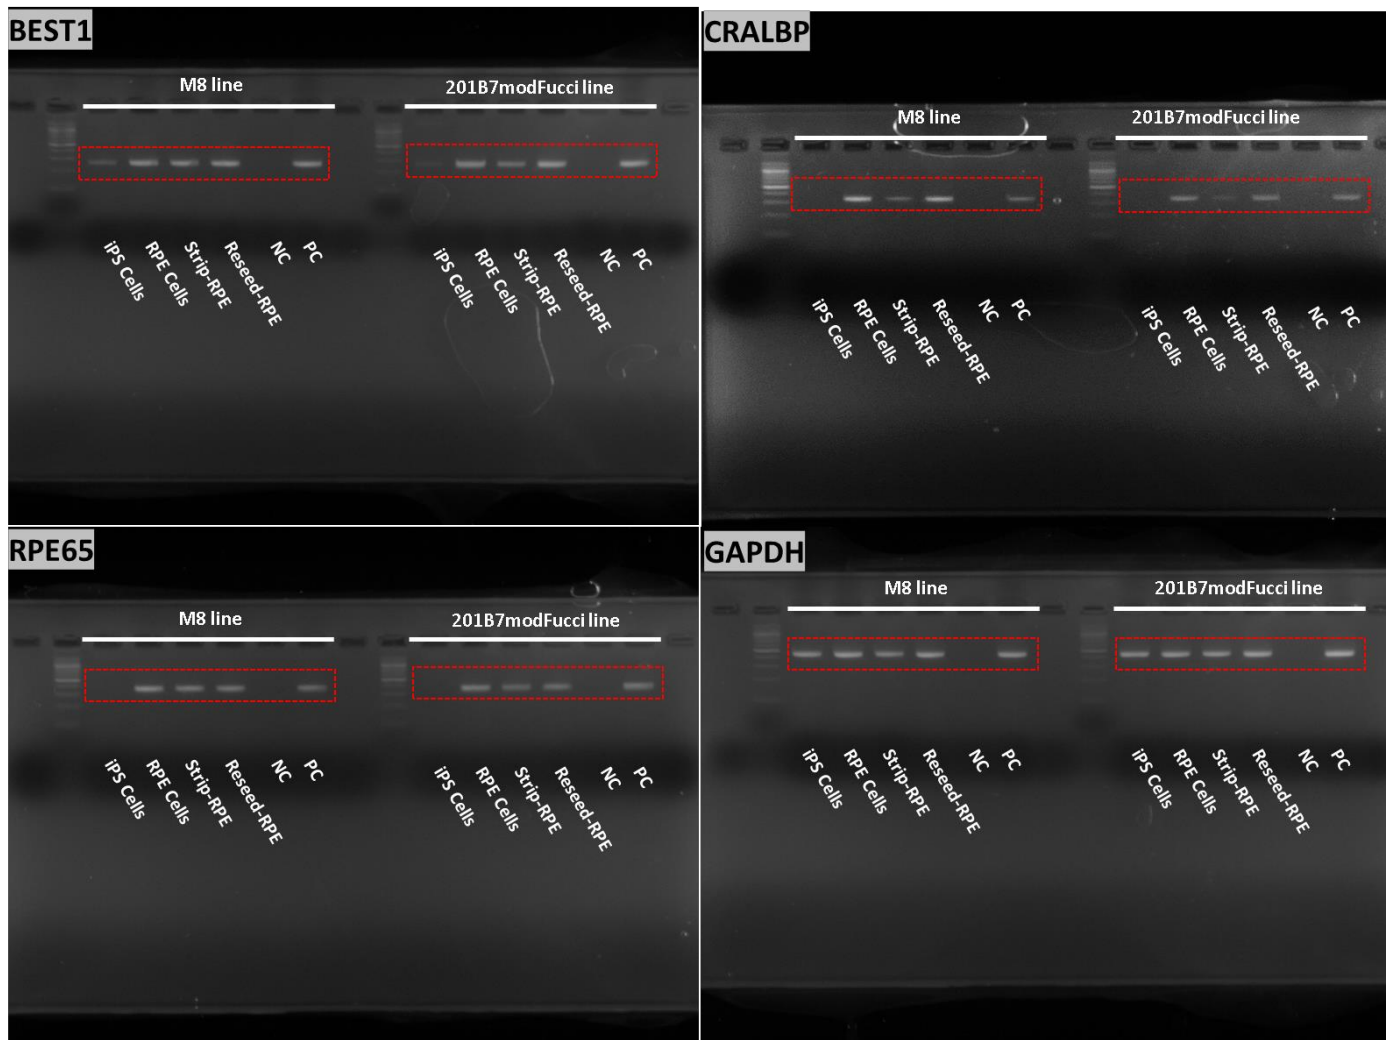 BEST1
M8 line
201B7modFucci line
iPS Cells
RPE Cells
Strip-RPE
Reseed-RPE
NC
PC
iPS Cells
RPE Cells
Strip-RPE
Reseed-RPE
NC
PC
CRALBP
M8 line
201B7modFucci line
iPS Cells
RPE Cells
Strip-RPE
Reseed-RPE
NC
PC
iPS Cells
RPE Cells
Strip-RPE
Reseed-RPE
NC
PC
RPE65
M8 line
201B7modFucci line
iPS Cells
RPE Cells
Strip-RPE
Reseed-RPE
NC
PC
iPS Cells
RPE Cells
Strip-RPE
Reseed-RPE
NC
PC
GAPDH
M8 line
201B7modFucci line
iPS Cells
RPE Cells
Strip-RPE
Reseed-RPE
NC
PC
iPS Cells
RPE Cells
Strip-RPE
Reseed-RPE
NC
PC